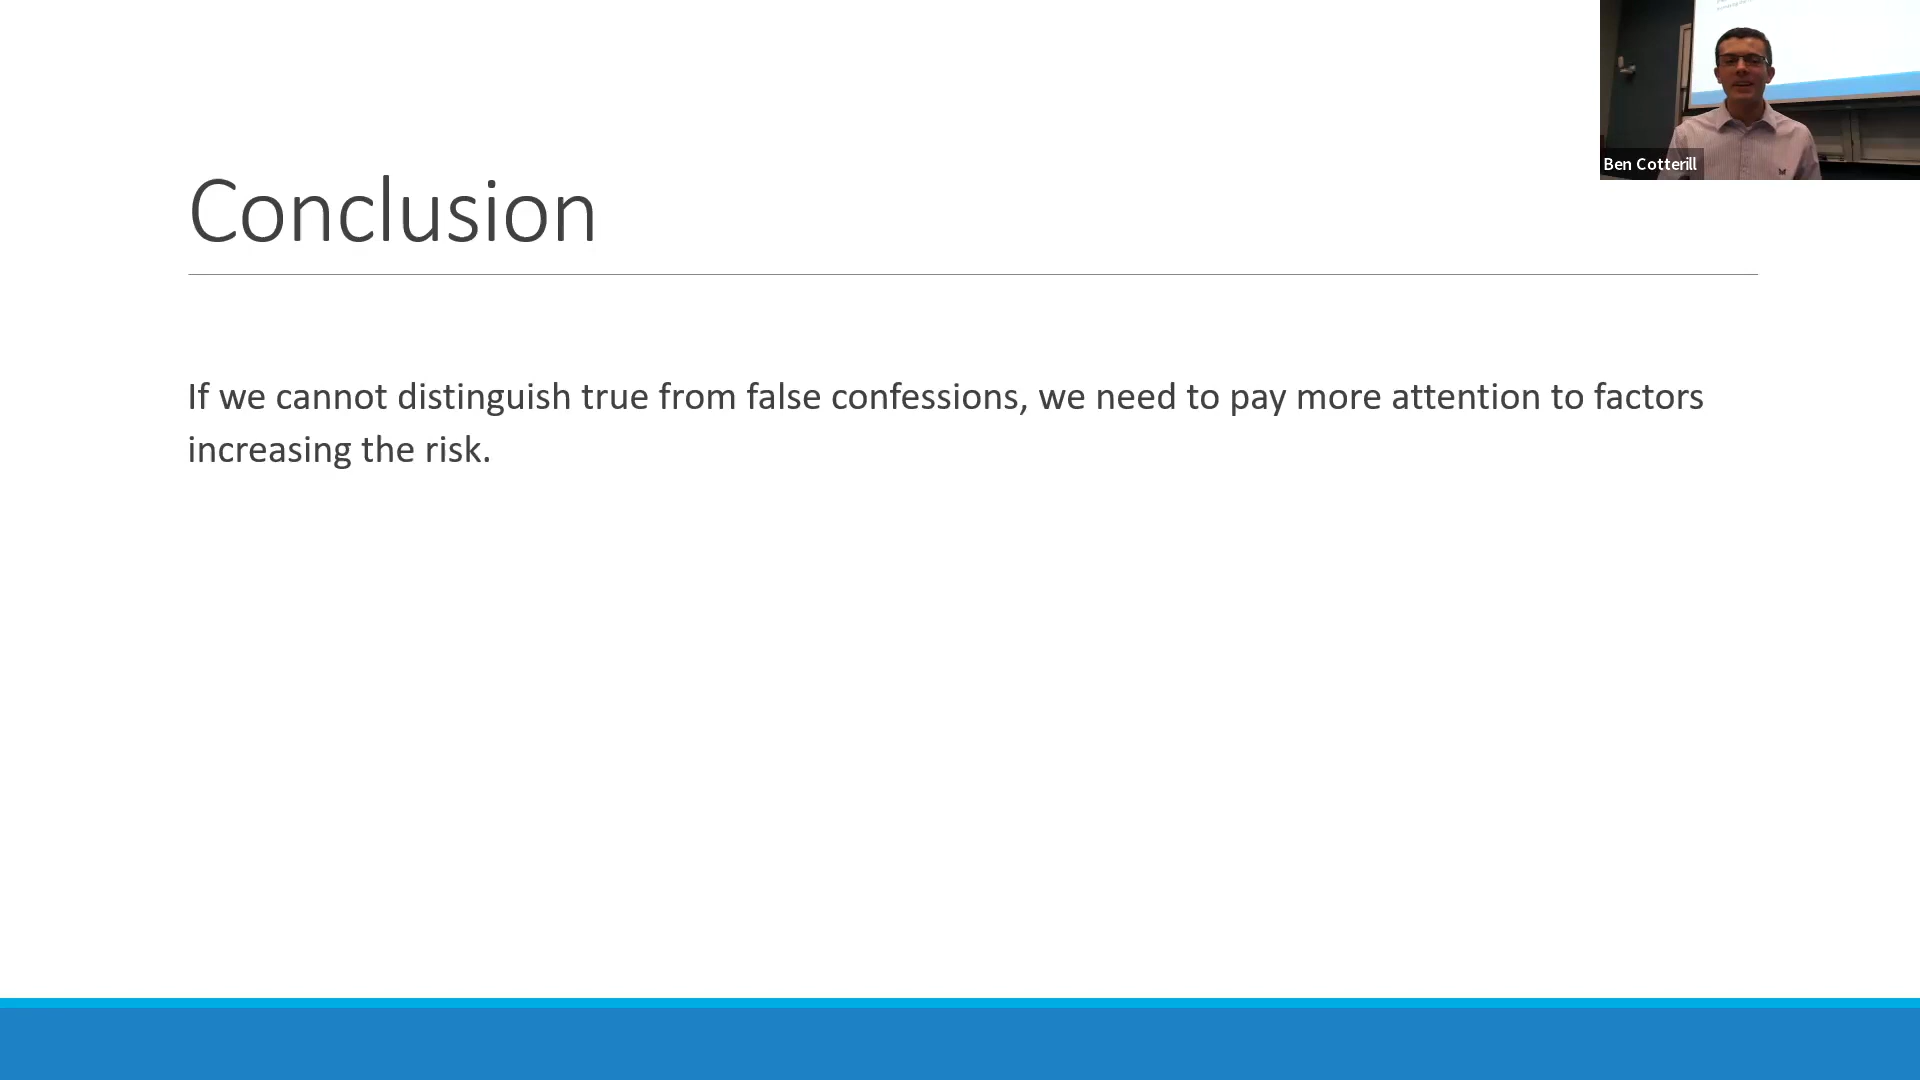 Ben Cotterill
Conclusion
If we cannot distinguish true from false confessions, we need to pay more attention to factors
increasing the risk.